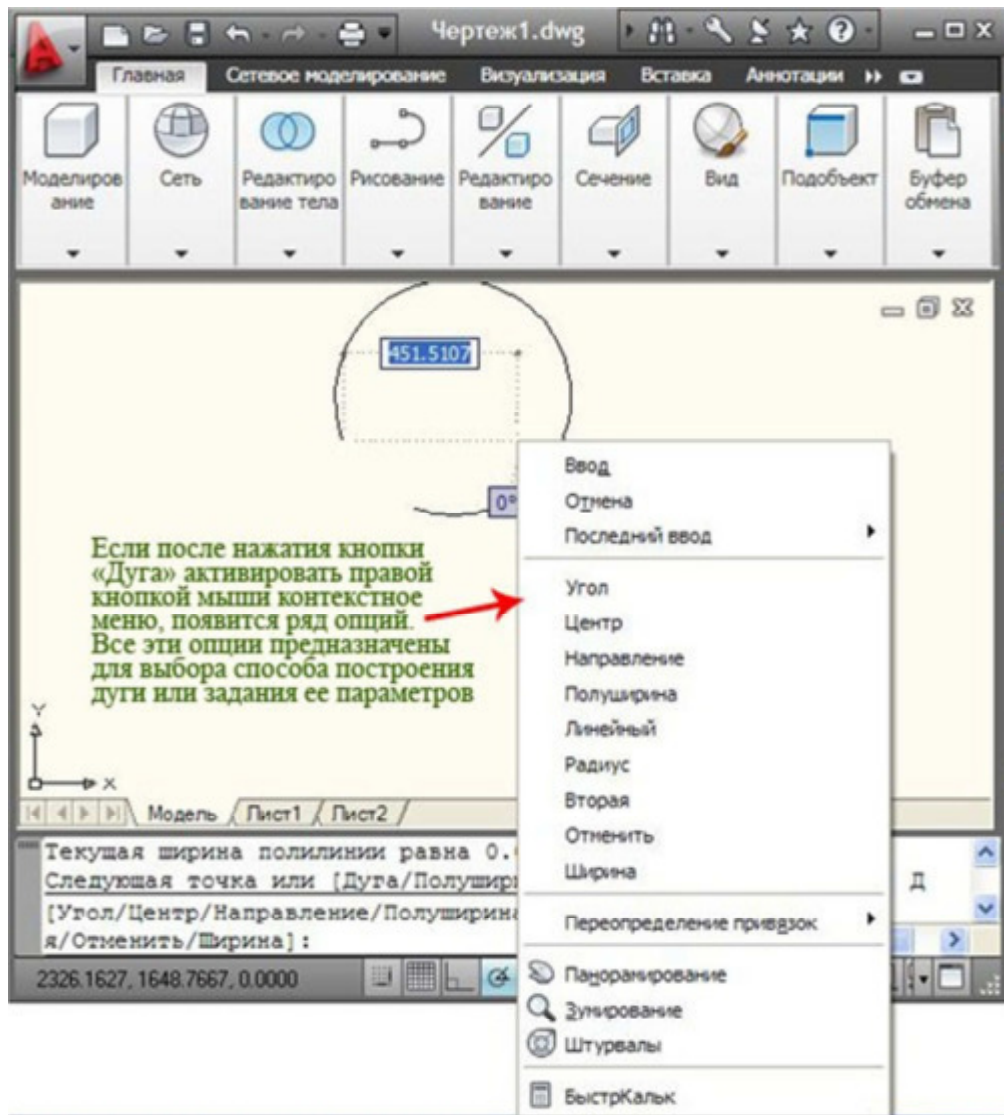 Чертеж1.dwg
Главная Сетевое моделирование Визуализация Вставка Аннотации
Моделиров
ание
Сеть
Редактиро
вание тела
Рисование
Редактиро
вание
Сечение
Вид
Подобъект
Буфер
обмена
451.5107
0°
Если после нажатия кнопки
«Дуга» активировать правой
кнопкой мыши контекстное
меню, появится ряд опций.
Все эти опции предназначены
для выбора способа построения
дуги или задания ее параметров
Ввод
Отмена
Последний ввод
Угол
Центр
Направление
Полуширина
Линейный
Радиус
Вторая
Отменить
Ширина
Переопределение привязок
Панорамирование
Зумирование
Штурвалы
БыстрКальк
Y
X
Модель Лист1 Лист2
Текущая ширина полилинии равна 0.
Следующая точка или [Дуга/Полушир Д
[Угол/Центр/Направление/Полуширина
я/Отменить/Ширина]:
2326.1627, 1648.7667, 0.0000